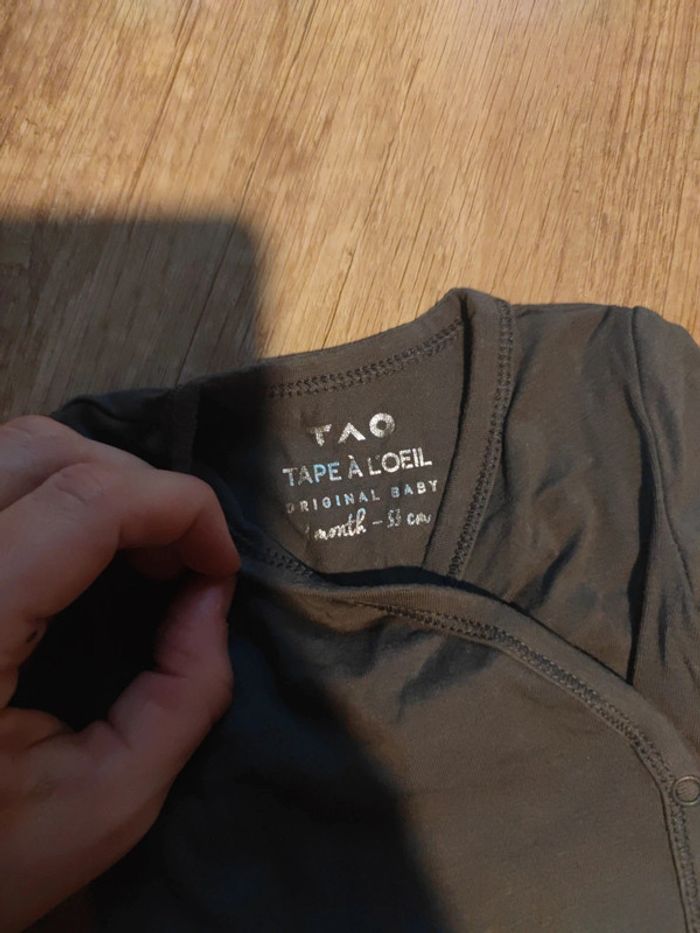 TAO
TAPE À L'OEIL
ORIGINAL BABY
month - 53 cm